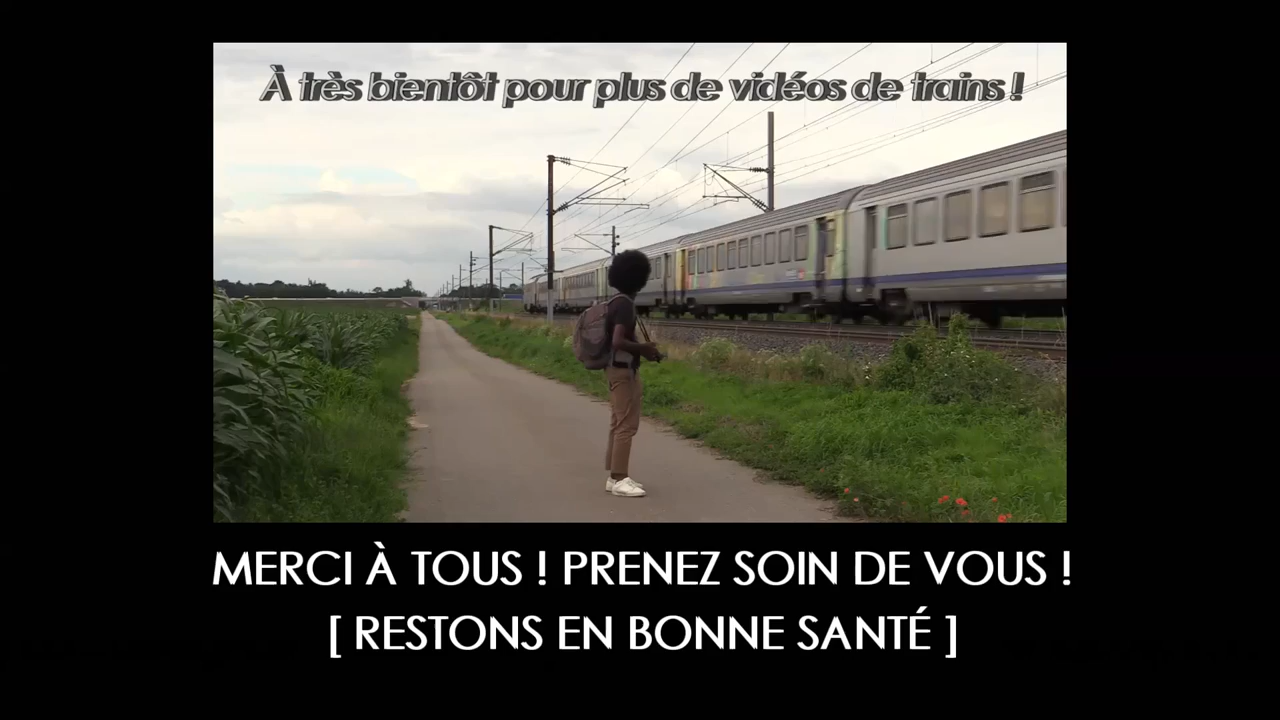 À très bientôt pour plus de vidéos de trains !
MERCI À TOUS ! PRENEZ SOIN DE VOUS !
[ RESTONS EN BONNE SANTÉ ]